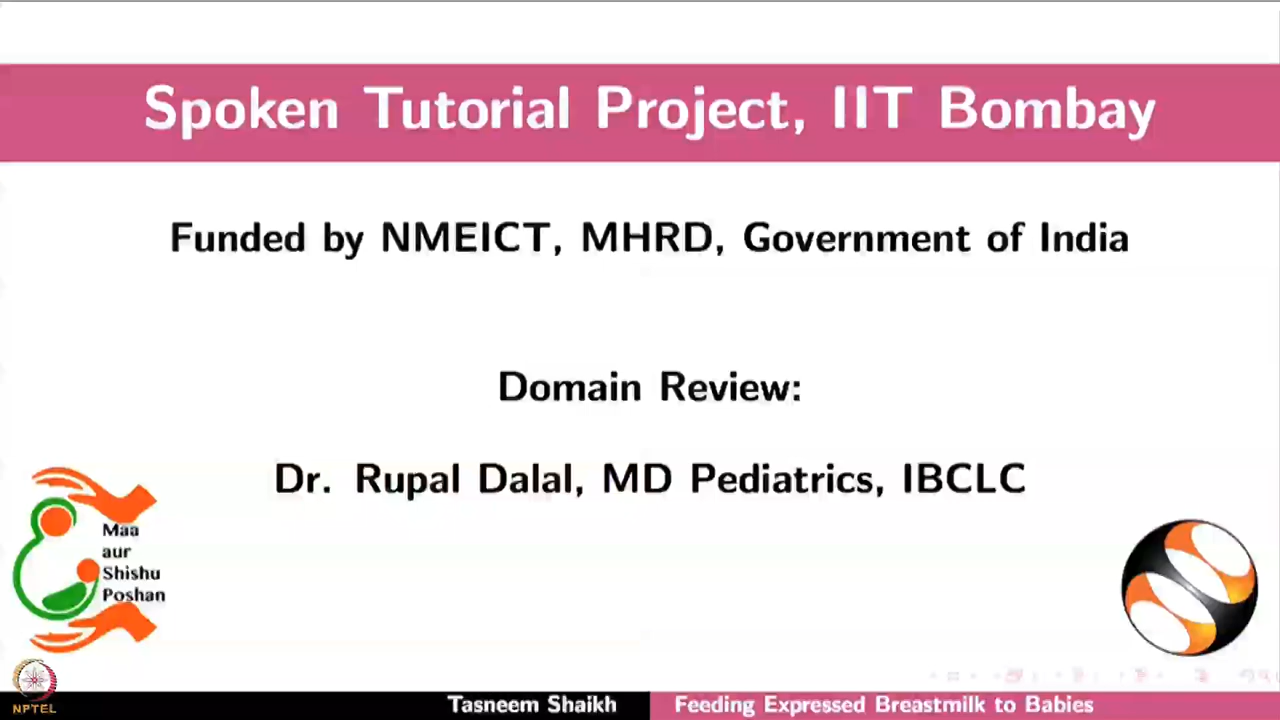 Spoken Tutorial Project, IIT Bombay
Funded by NMEICT, MHRD, Government of India
Domain Review:
Dr. Rupal Dalal, MD Pediatrics, IBCLC
Maa
aur
Shishu
Poshan
NPTEL
Tasneem Shaikh
Feeding Expressed Breastmilk to Babies